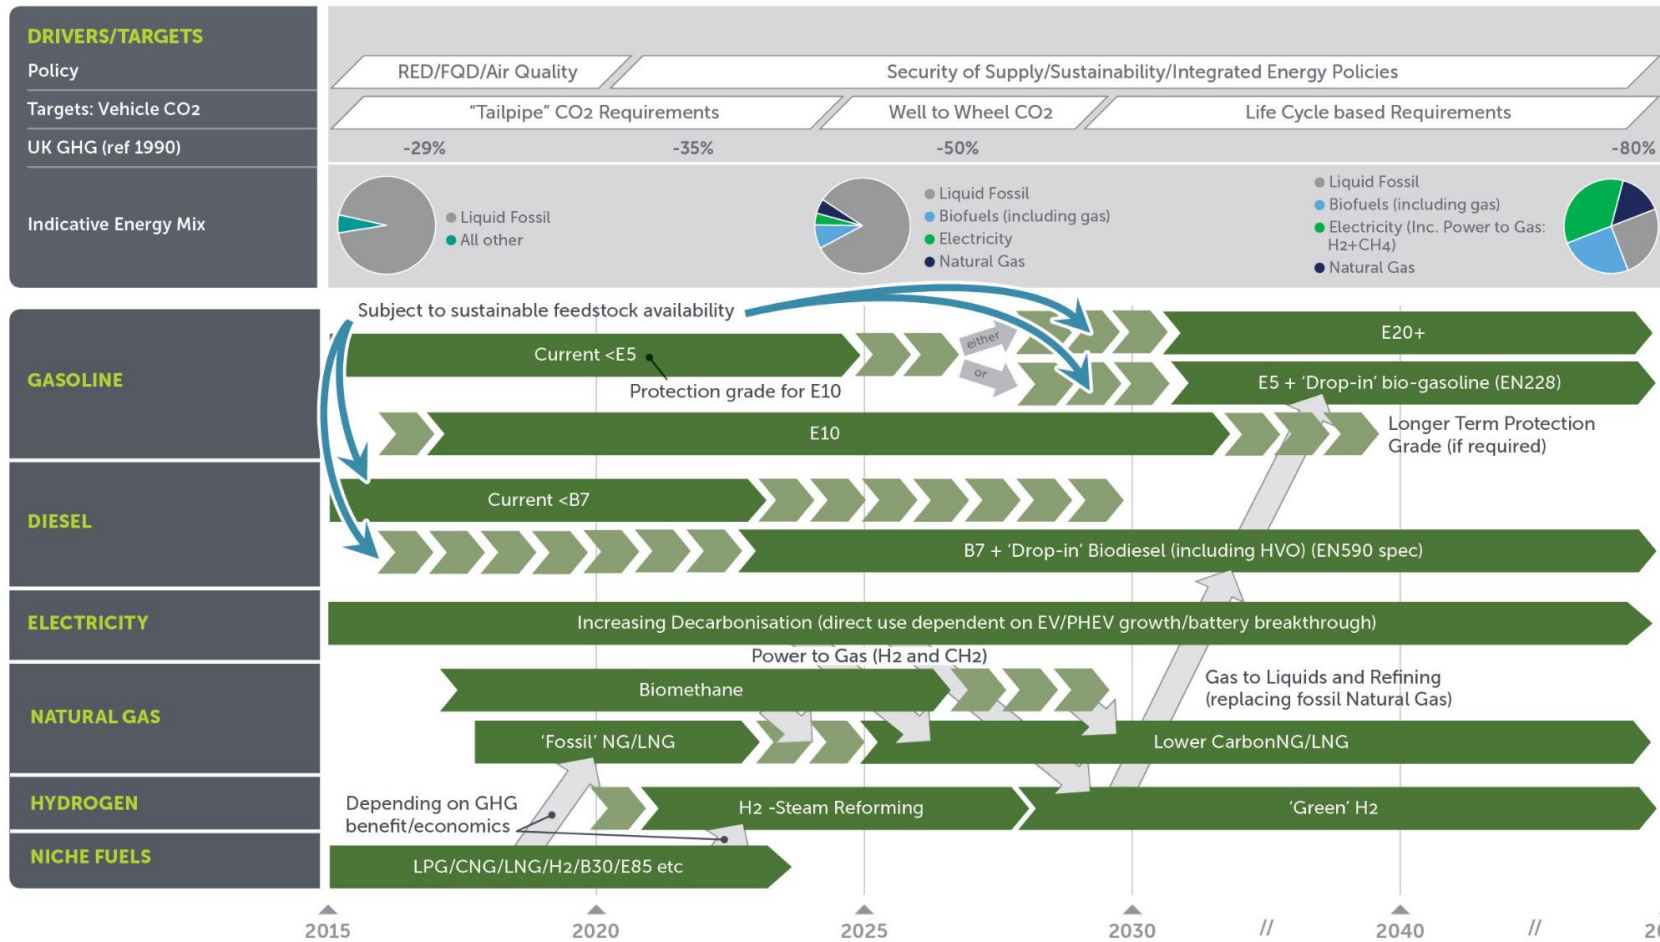 DRIVERS/TARGETS
Policy
RED/FQD/Air Quality
Security of Supply/Sustainability/Integrated Energy Policies
Targets: Vehicle CO2
"Tailpipe" CO2 Requirements
Well to Wheel CO2
Life Cycle based Requirements
UK GHG (ref 1990)
-29%
-35%
-50%
-80%
Indicative Energy Mix
Liquid Fossil
All other
Liquid Fossil
Biofuels (including gas)
Electricity
Natural Gas
Liquid Fossil
Biofuels (including gas)
Electricity (Inc. Power to Gas:
H2+CH4)
Natural Gas
Subject to sustainable feedstock availability
GASOLINE
Current <E5
Protection grade for E10
either
or
E20+
E5 + ‘Drop-in’ bio-gasoline (EN228)
E10
Longer Term Protection
Grade (if required)
DIESEL
Current <B7
B7 + ‘Drop-in’ Biodiesel (including HVO) (EN590 spec)
ELECTRICITY
Increasing Decarbonisation (direct use dependent on EV/PHEV growth/battery breakthrough)
Power to Gas (H2 and CH2)
NATURAL GAS
Biomethane
Gas to Liquids and Refining
(replacing fossil Natural Gas)
‘Fossil’ NG/LNG
Lower CarbonNG/LNG
HYDROGEN
Depending on GHG
benefit/economics
H2 -Steam Reforming
‘Green’ H2
NICHE FUELS
LPG/CNG/LNG/H2/B30/E85 etc
2015
2020
2025
2030
//
2040
//